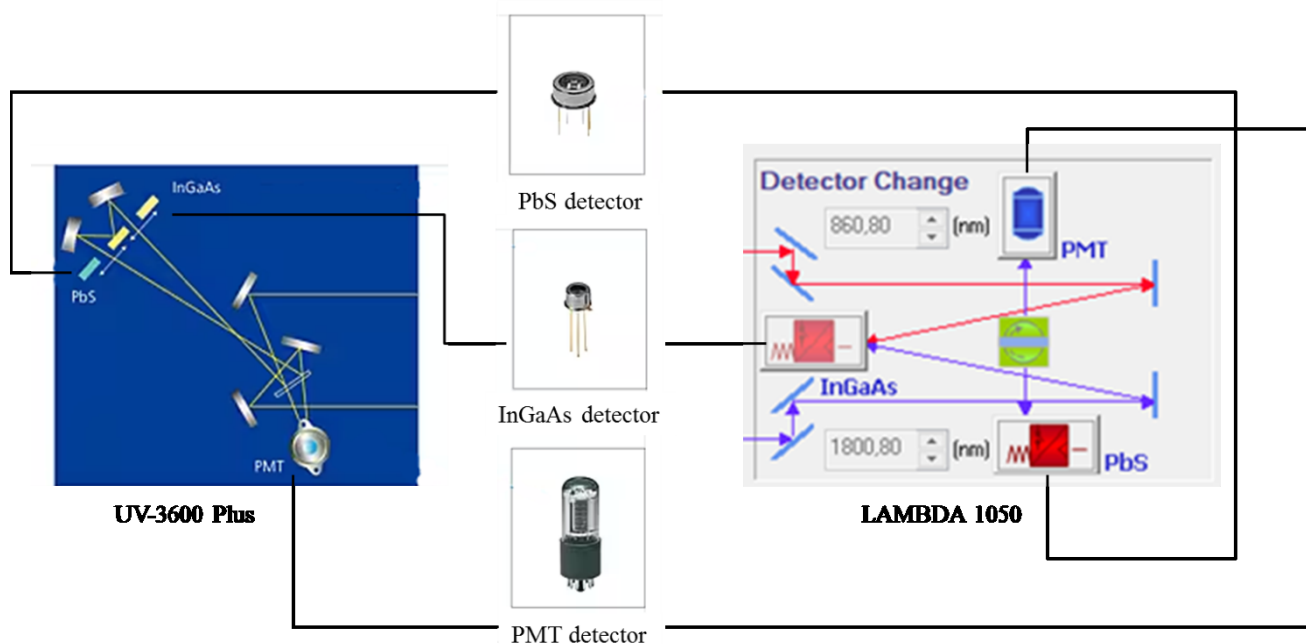 PbS detector
InGaAs
PbS
PMT
UV-3600 Plus
InGaAs detector
PMT detector
Detector Change
860,80 (nm)
PMT
InGaAs
1800,80 (nm)
PbS
LAMBDA 1050